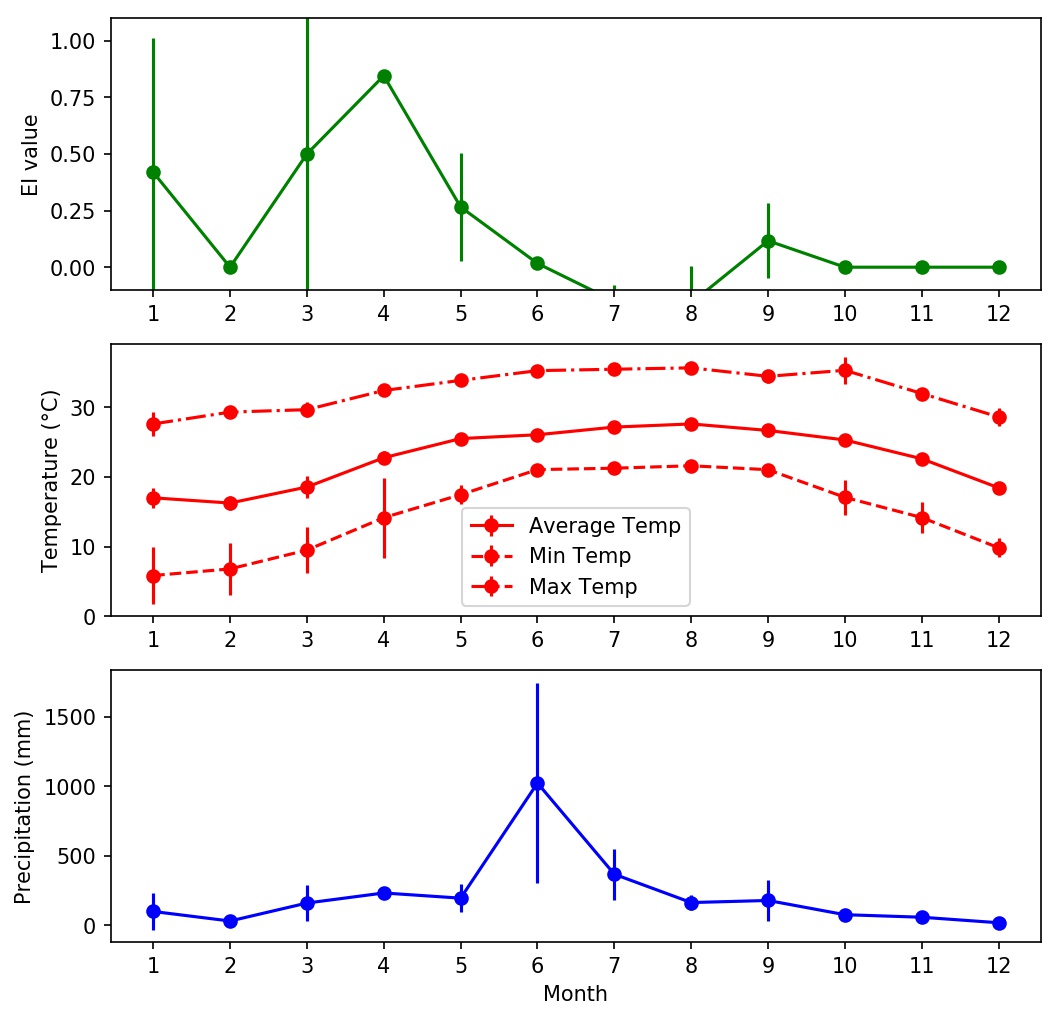 EI value
1.00
0.75
0.50
0.25
0.00
1 2 3 4 5 6 7 8 9 10 11 12
Temperature (°C)
30
20
10
0
Average Temp
Min Temp
Max Temp
1 2 3 4 5 6 7 8 9 10 11 12
Precipitation (mm)
1500
1000
500
0
1 2 3 4 5 6 7 8 9 10 11 12
Month